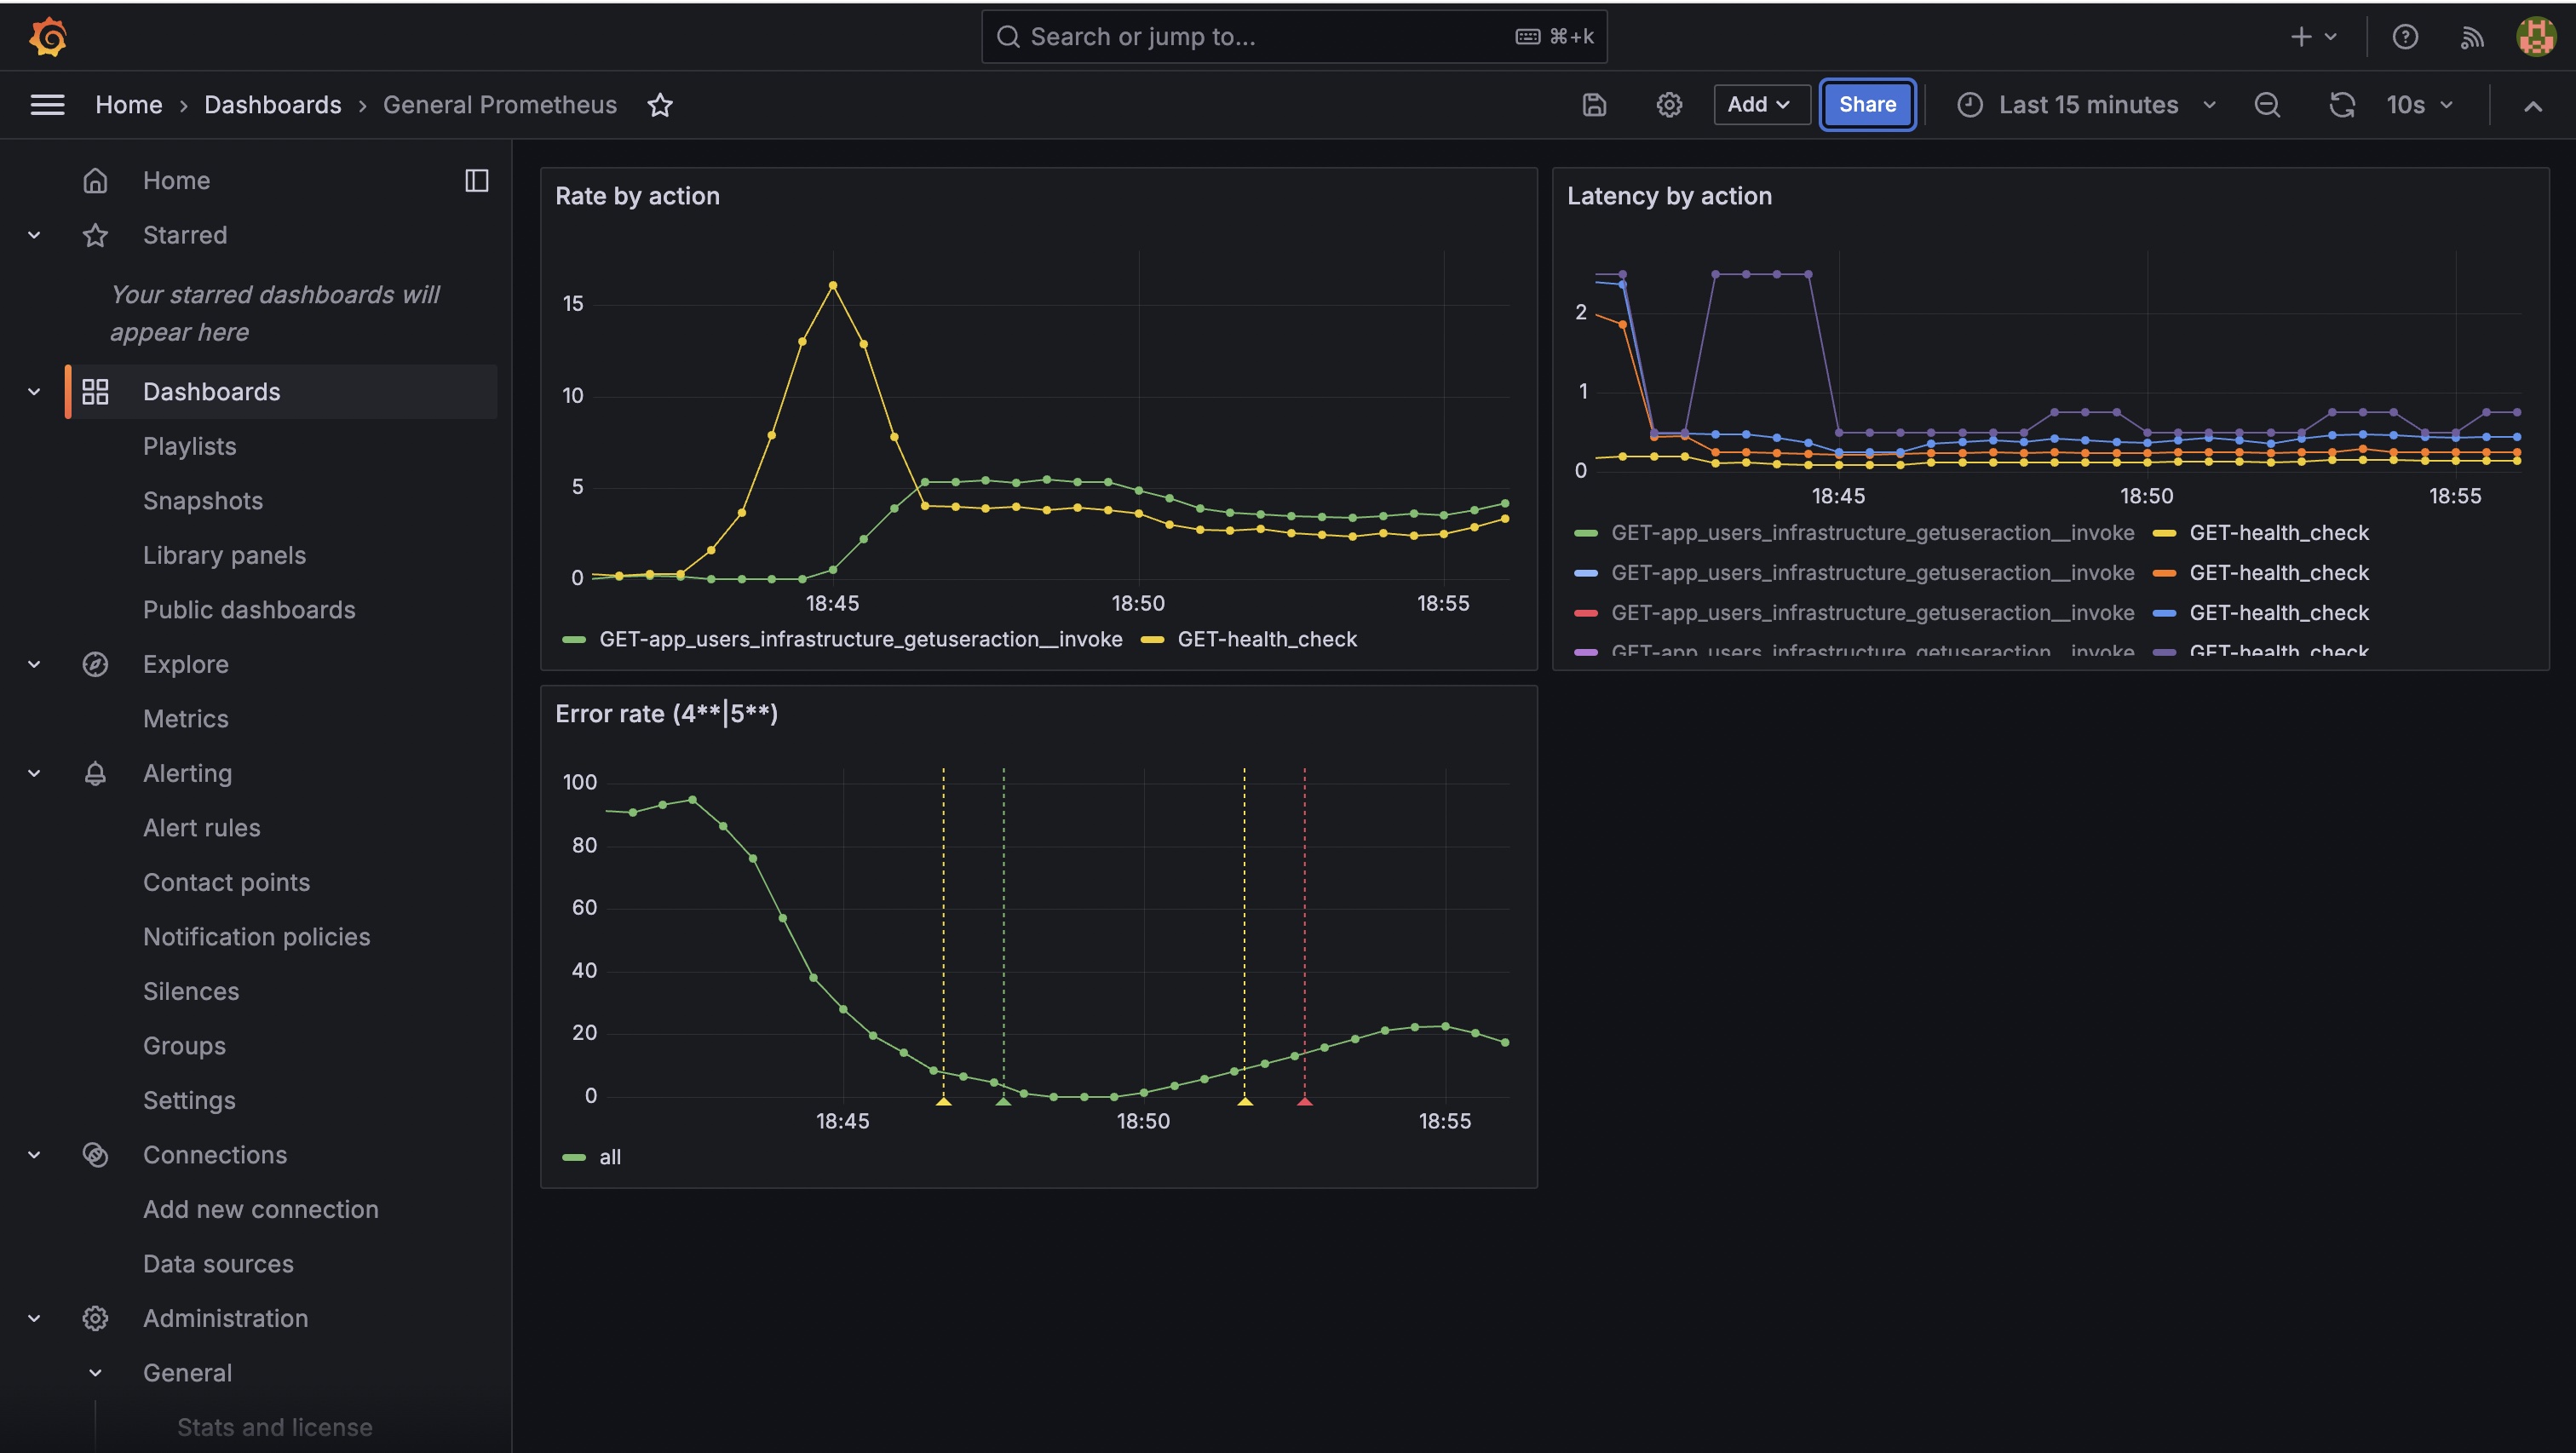 Search or jump to...
⌘+k
Home
Dashboards
General Prometheus
Add
Share
Last 15 minutes
10s
Home
Starred
Your starred dashboards will
appear here
Dashboards
Playlists
Snapshots
Library panels
Public dashboards
Explore
Metrics
Alerting
Alert rules
Contact points
Notification policies
Silences
Groups
Settings
Connections
Add new connection
Data sources
Administration
General
Stats and license
Rate by action
15
10
5
0
18:45 18:50 18:55
GET-app_users_infrastructure_getuseraction__invoke GET-health_check
Latency by action
2
1
0
18:45 18:50 18:55
GET-app_users_infrastructure_getuseraction__invoke GET-health_check
GET-app_users_infrastructure_getuseraction__invoke GET-health_check
GET-app_users_infrastructure_getuseraction__invoke GET-health_check
GET-app_users_infrastructure_getuseraction__invoke GET-health_check
Error rate (4**|5**)
100
80
60
40
20
0
18:45 18:50 18:55
all